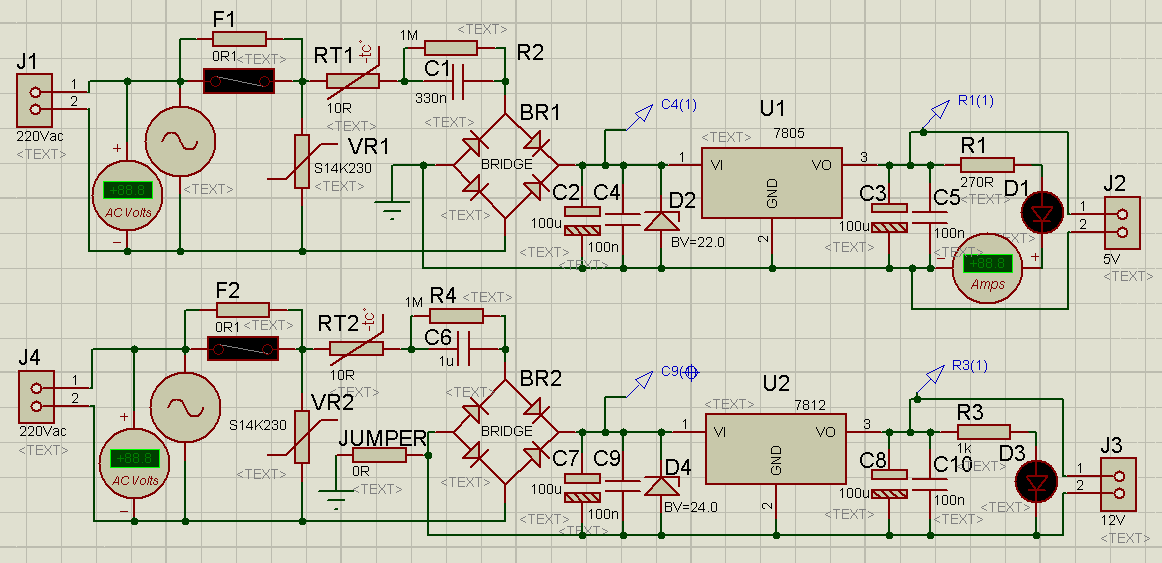 F1
0R1 <TEXT>
J1
1
2
220Vac
<TEXT>
+88.8
AC Volts
<TEXT>
RT1
-tc°
10R
<TEXT>
VR1
S14K230
<TEXT>
1M
<TEXT>
R2
C1
330n
<TEXT>
BR1
BRIDGE
<TEXT>
C4(1)
C2
100u
<TEXT>
C4
100n
<TEXT>
D2
BV=22.0
U1
<TEXT>
7805
1
VI
VO
3
GND
2
R1(1)
R1
270R
<TEXT>
C3
100u
<TEXT>
C5
100n
<TEXT>
D1
+88.8
Amps
J2
1
2
5V
<TEXT>
F2
0R1 <TEXT>
J4
1
2
220Vac
<TEXT>
+88.8
AC Volts
RT2
-tc°
10R
<TEXT>
VR2
S14K230
<TEXT>
1M
R4
<TEXT>
C6
1u
<TEXT>
BR2
BRIDGE
<TEXT>
JUMPER
0R
<TEXT>
C7
100u
<TEXT>
C9
100n
<TEXT>
D4
BV=24.0
U2
<TEXT>
7812
1
VI
VO
3
GND
2
R3(1)
R3
1k
<TEXT>
C8
100u
<TEXT>
C10
100n
<TEXT>
D3
<TEXT>
J3
1
2
12V
<TEXT>